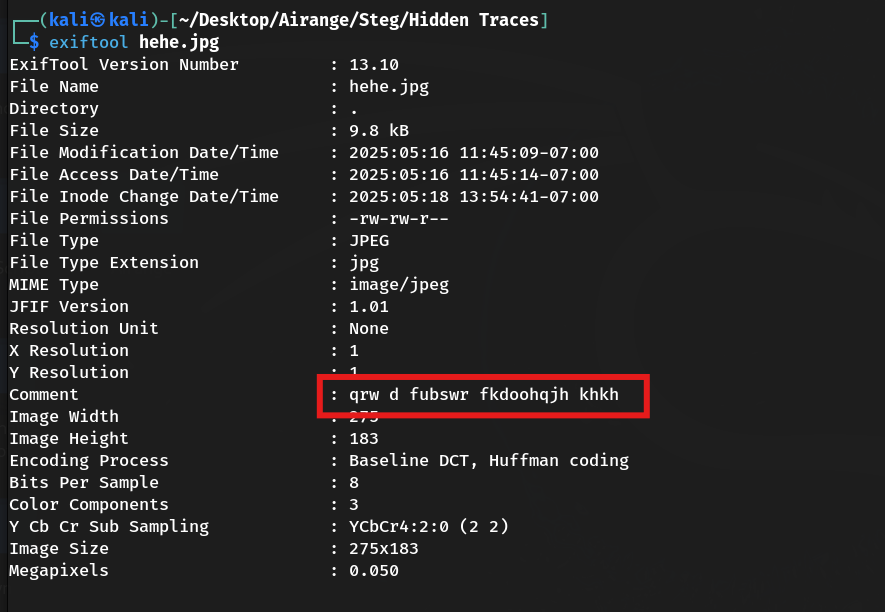 ┌──(kali㉿kali)-[~/Desktop/Airange/Steg/Hidden Traces]
└─$ exiftool hehe.jpg
ExifTool Version Number         : 13.10
File Name                       : hehe.jpg
Directory                       : .
File Size                       : 9.8 kB
File Modification Date/Time     : 2025:05:16 11:45:09-07:00
File Access Date/Time           : 2025:05:16 11:45:14-07:00
File Inode Change Date/Time     : 2025:05:18 13:54:41-07:00
File Permissions                : -rw-rw-r--
File Type                       : JPEG
File Type Extension             : jpg
MIME Type                       : image/jpeg
JFIF Version                    : 1.01
Resolution Unit                 : None
X Resolution                    : 1
Y Resolution                    : 1
Comment                         : qrw d fubswr fkdoohqjh khkh
Image Width                     : 275
Image Height                    : 183
Encoding Process                : Baseline DCT, Huffman coding
Bits Per Sample                 : 8
Color Components                : 3
Y Cb Cr Sub Sampling            : YCbCr4:2:0 (2 2)
Image Size                      : 275x183
Megapixels                      : 0.050